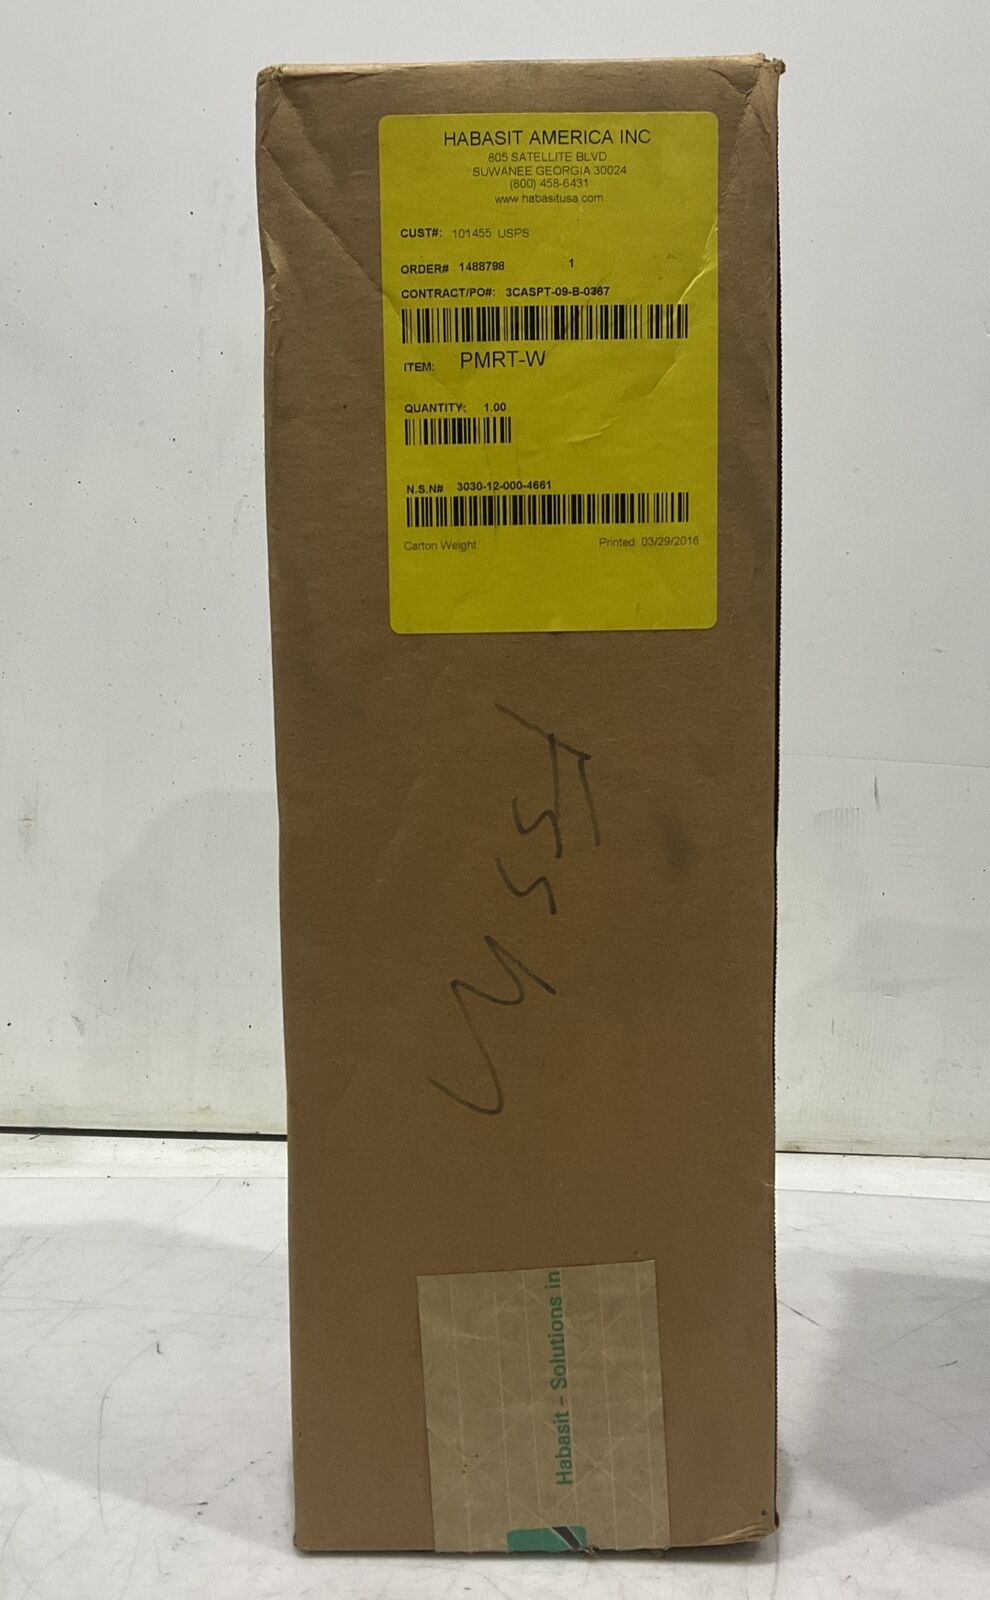 HABASIT AMERICA INC
805 SATELLITE BLVD
SUWANEE GEORGIA 30024
(800) 458-6431
www.habasitusa.com
CUST#: 101455 USPS
ORDER# 1488798 1
CONTRACT/PO#: 3CASPT-09-B-0367
ITEM: PMRT-W
QUANTITY: 1.00
N.S.N# 3030-12-000-4661
Carton Weight Printed: 03/29/2016
Habasit – Solutions in